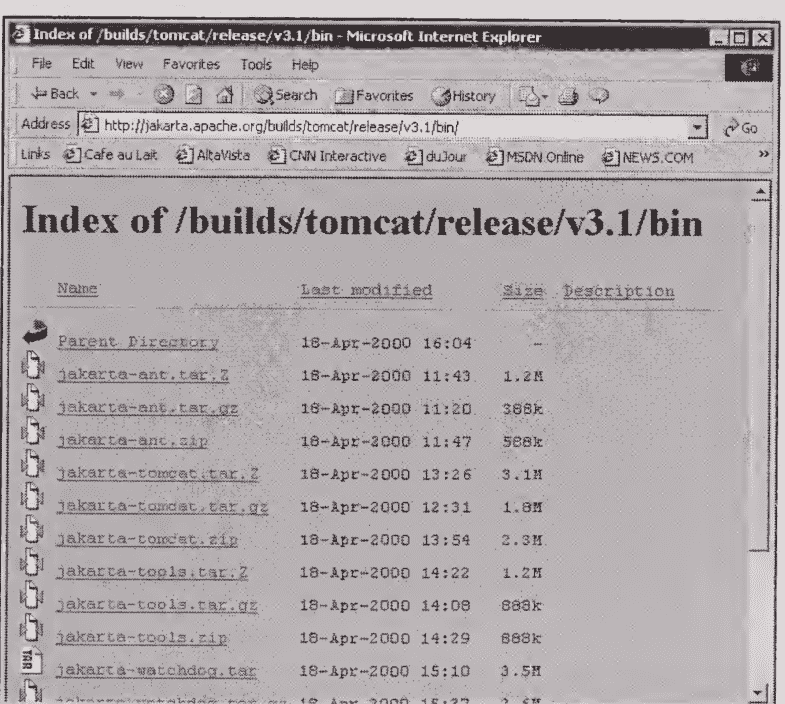 Index of /builds/tomcat/release/v3.1/bin - Microsoft Internet Explorer
File Edit View Favorites Tools Help
Back Search Favorites History
Address http://jakarta.apache.org/builds/tomcat/release/v3.1/bin/ Go
Links Cafe au Lait AltaVista CNN Interactive duJour MSDN Online NEWS.COM »
Index of /builds/tomcat/release/v3.1/bin
Name Last modified Size Description
Parent Directory 18-Apr-2000 16:04 -
jakarta-ant.tar.Z 18-Apr-2000 11:43 1.2M
jakarta-ant.tar.gz 18-Apr-2000 11:20 388k
jakarta-ant.zip 18-Apr-2000 11:47 588k
jakarta-tomcat.tar.Z 18-Apr-2000 13:26 3.1M
jakarta-tomcat.tar.gz 18-Apr-2000 12:31 1.8M
jakarta-tomcat.zip 18-Apr-2000 13:54 2.3M
jakarta-tools.tar.Z 18-Apr-2000 14:22 1.2M
jakarta-tools.tar.gz 18-Apr-2000 14:08 888k
jakarta-tools.zip 18-Apr-2000 14:29 888k
TAR jakarta-watchdog.tar 18-Apr-2000 15:10 3.5M